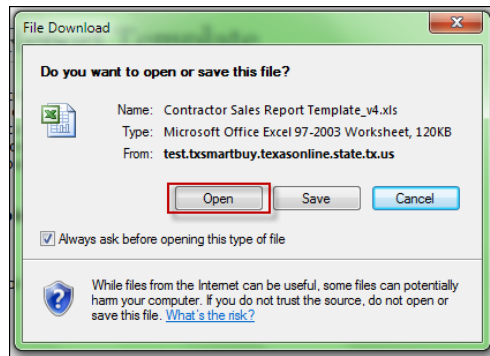 File Download
Do you want to open or save this file?
Name: Contractor Sales Report Template_v4.xls
Type: Microsoft Office Excel 97-2003 Worksheet, 120KB
From: test.txsmartbuy.texasonline.state.tx.us
Open Save Cancel
Always ask before opening this type of file
While files from the Internet can be useful, some files can potentially
harm your computer. If you do not trust the source, do not open or
save this file. What's the risk?